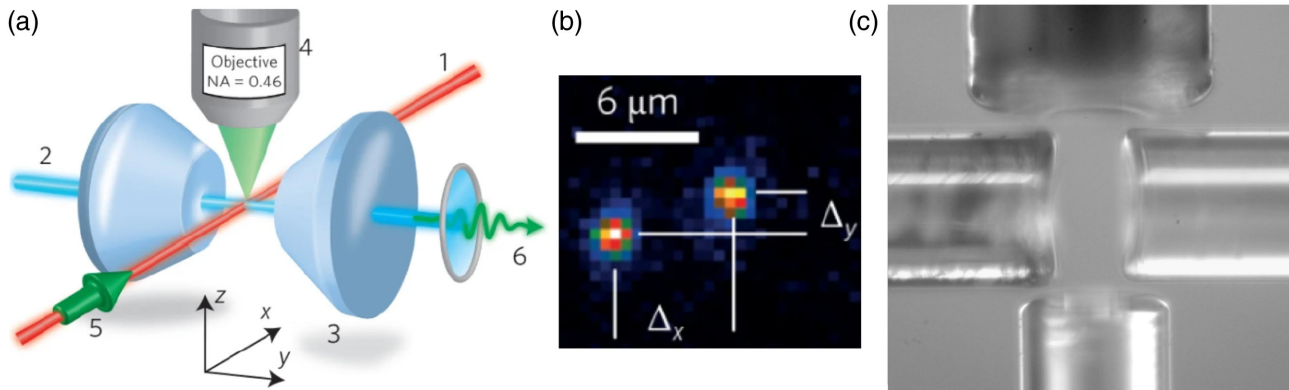 (a)
4
Objective
NA = 0.46
1
2
3
5
6
z
x
y
(b)
6 μm
Δy
Δx
(c)